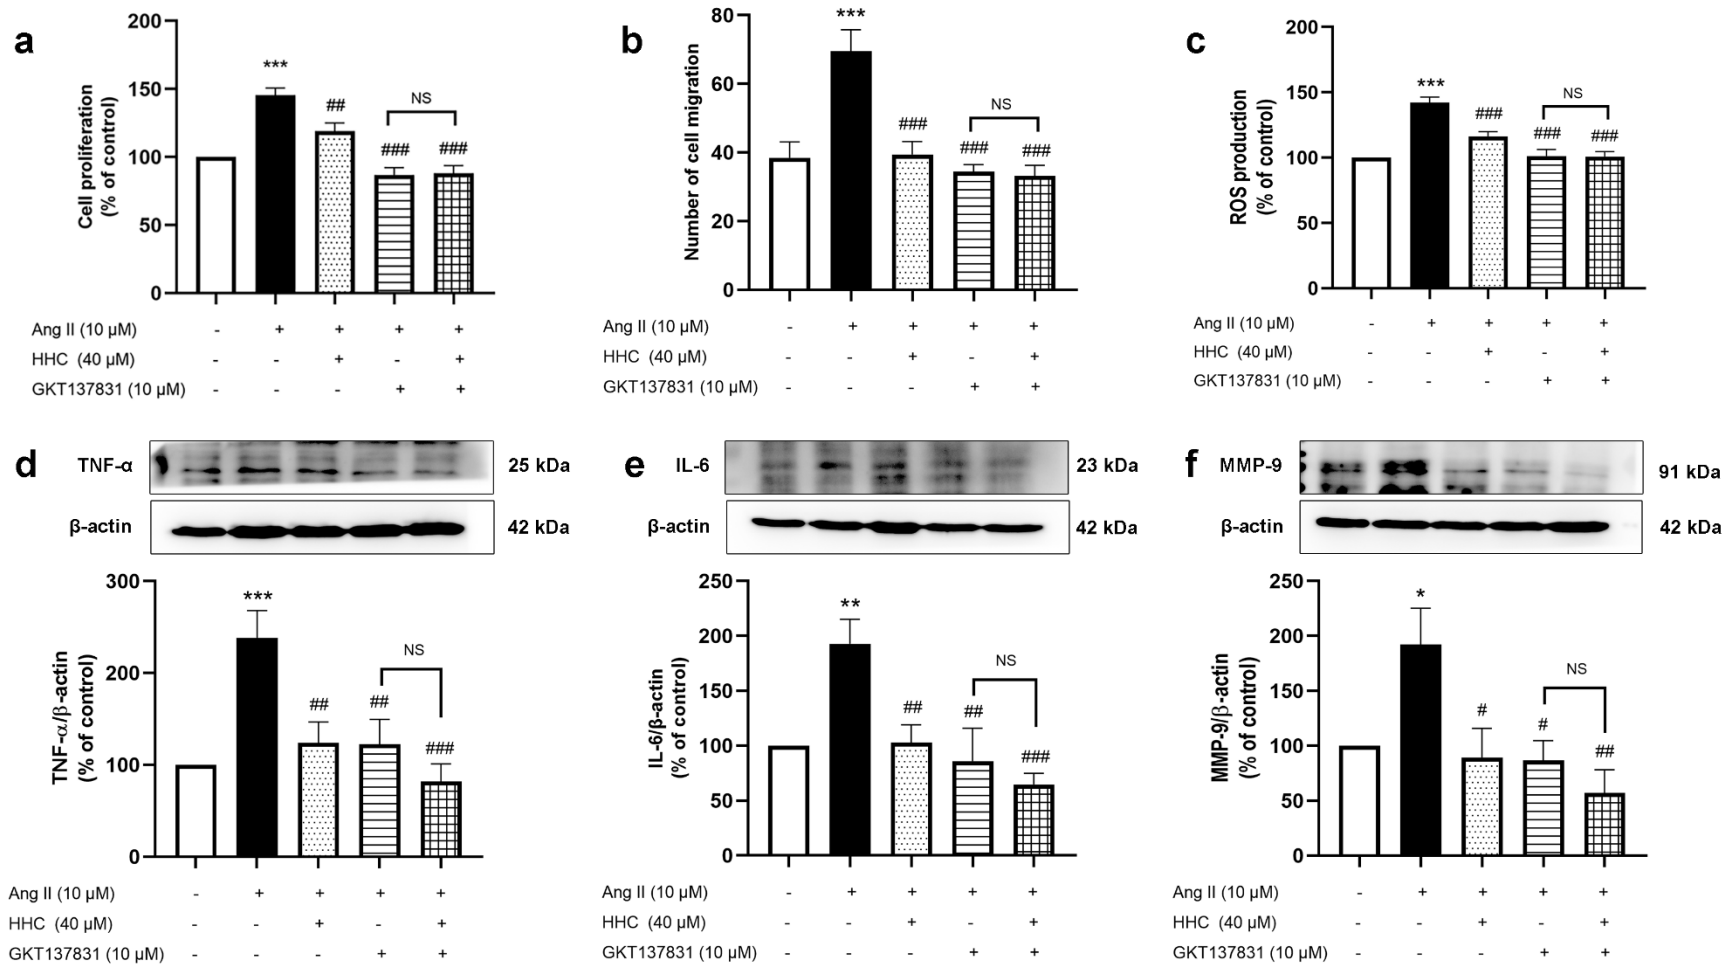 a
Cell proliferation
(% of control)
200
150
100
50
0
***
##
###
###
NS
Ang II (10 μM) - + + + +
HHC (40 μM) - - + - +
GKT137831 (10 μM) - - - + +
b
Number of cell migration
80
60
40
20
0
***
###
###
###
NS
Ang II (10 μM) - + + + +
HHC (40 μM) - - + - +
GKT137831 (10 μM) - - - + +
c
ROS production
(% of control)
200
150
100
50
0
***
###
###
###
NS
Ang II (10 μM) - + + + +
HHC (40 μM) - - + - +
GKT137831 (10 μM) - - - + +
d
TNF-α 25 kDa
β-actin 42 kDa
TNF-α/β-actin
(% of control)
300
200
100
0
***
##
##
###
NS
Ang II (10 μM) - + + + +
HHC (40 μM) - - + - +
GKT137831 (10 μM) - - - + +
e
IL-6 23 kDa
β-actin 42 kDa
IL-6/β-actin
(% of control)
250
200
150
100
50
0
**
##
##
###
NS
Ang II (10 μM) - + + + +
HHC (40 μM) - - + - +
GKT137831 (10 μM) - - - + +
f
MMP-9 91 kDa
β-actin 42 kDa
MMP-9/β-actin
(% of control)
250
200
150
100
50
0
*
#
#
##
NS
Ang II (10 μM) - + + + +
HHC (40 μM) - - + - +
GKT137831 (10 μM) - - - + +